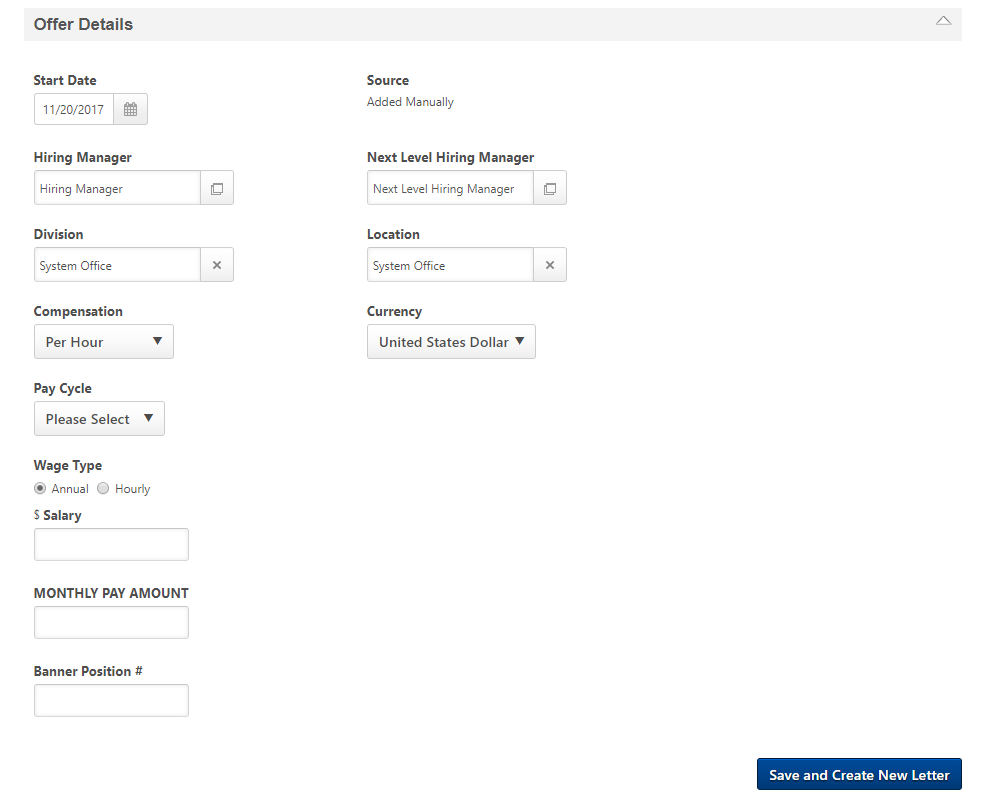 Offer Details
Start Date
Source
11/20/2017
Added Manually
Hiring Manager
Next Level Hiring Manager
Hiring Manager
Next Level Hiring Manager
Division
Location
System Office
System Office
Compensation
Currency
Per Hour
United States Dollar
Pay Cycle
Please Select
Wage Type
Annual Hourly
$ Salary
MONTHLY PAY AMOUNT
Banner Position #
Save and Create New Letter